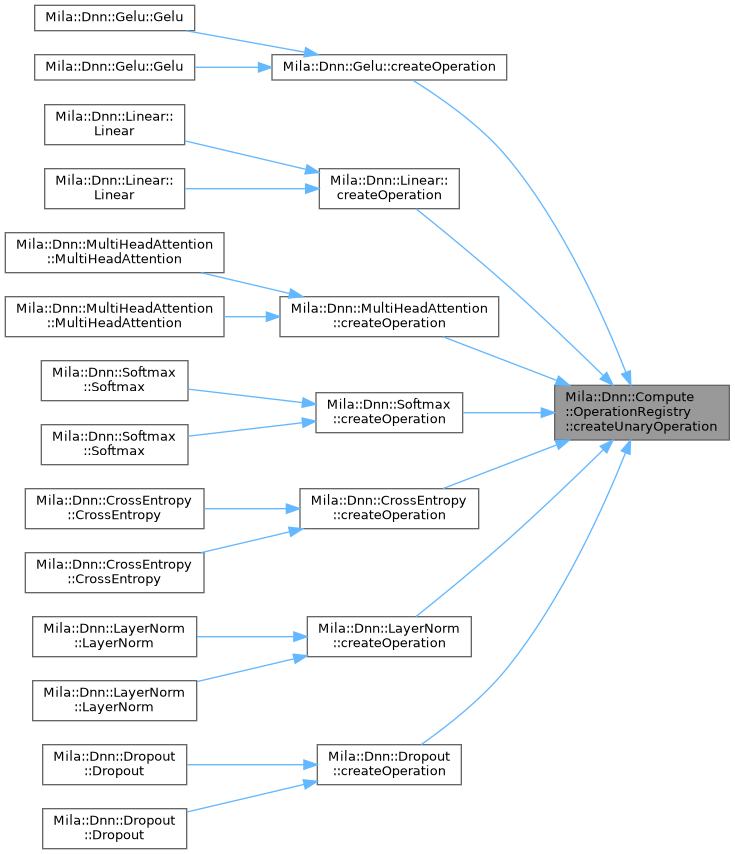 Mila::Dnn::Gelu::Gelu
Mila::Dnn::Gelu::Gelu
Mila::Dnn::Gelu::createOperation
Mila::Dnn::Linear::
Linear
Mila::Dnn::Linear::
Linear
Mila::Dnn::Linear::
createOperation
Mila::Dnn::MultiHeadAttention
::MultiHeadAttention
Mila::Dnn::MultiHeadAttention
::MultiHeadAttention
Mila::Dnn::MultiHeadAttention
::createOperation
Mila::Dnn::Softmax
::Softmax
Mila::Dnn::Softmax
::Softmax
Mila::Dnn::Softmax
::createOperation
Mila::Dnn::Compute
::OperationRegistry
::createUnaryOperation
Mila::Dnn::CrossEntropy
::CrossEntropy
Mila::Dnn::CrossEntropy
::CrossEntropy
Mila::Dnn::CrossEntropy
::createOperation
Mila::Dnn::LayerNorm
::LayerNorm
Mila::Dnn::LayerNorm
::LayerNorm
Mila::Dnn::LayerNorm
::createOperation
Mila::Dnn::Dropout
::Dropout
Mila::Dnn::Dropout
::Dropout
Mila::Dnn::Dropout
::createOperation